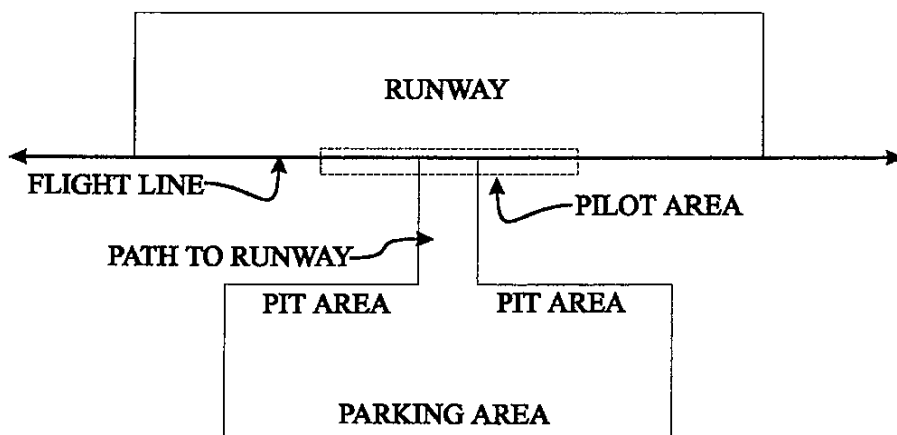 RUNWAY
FLIGHT LINE
PILOT AREA
PATH TO RUNWAY
PIT AREA
PIT AREA
PARKING AREA